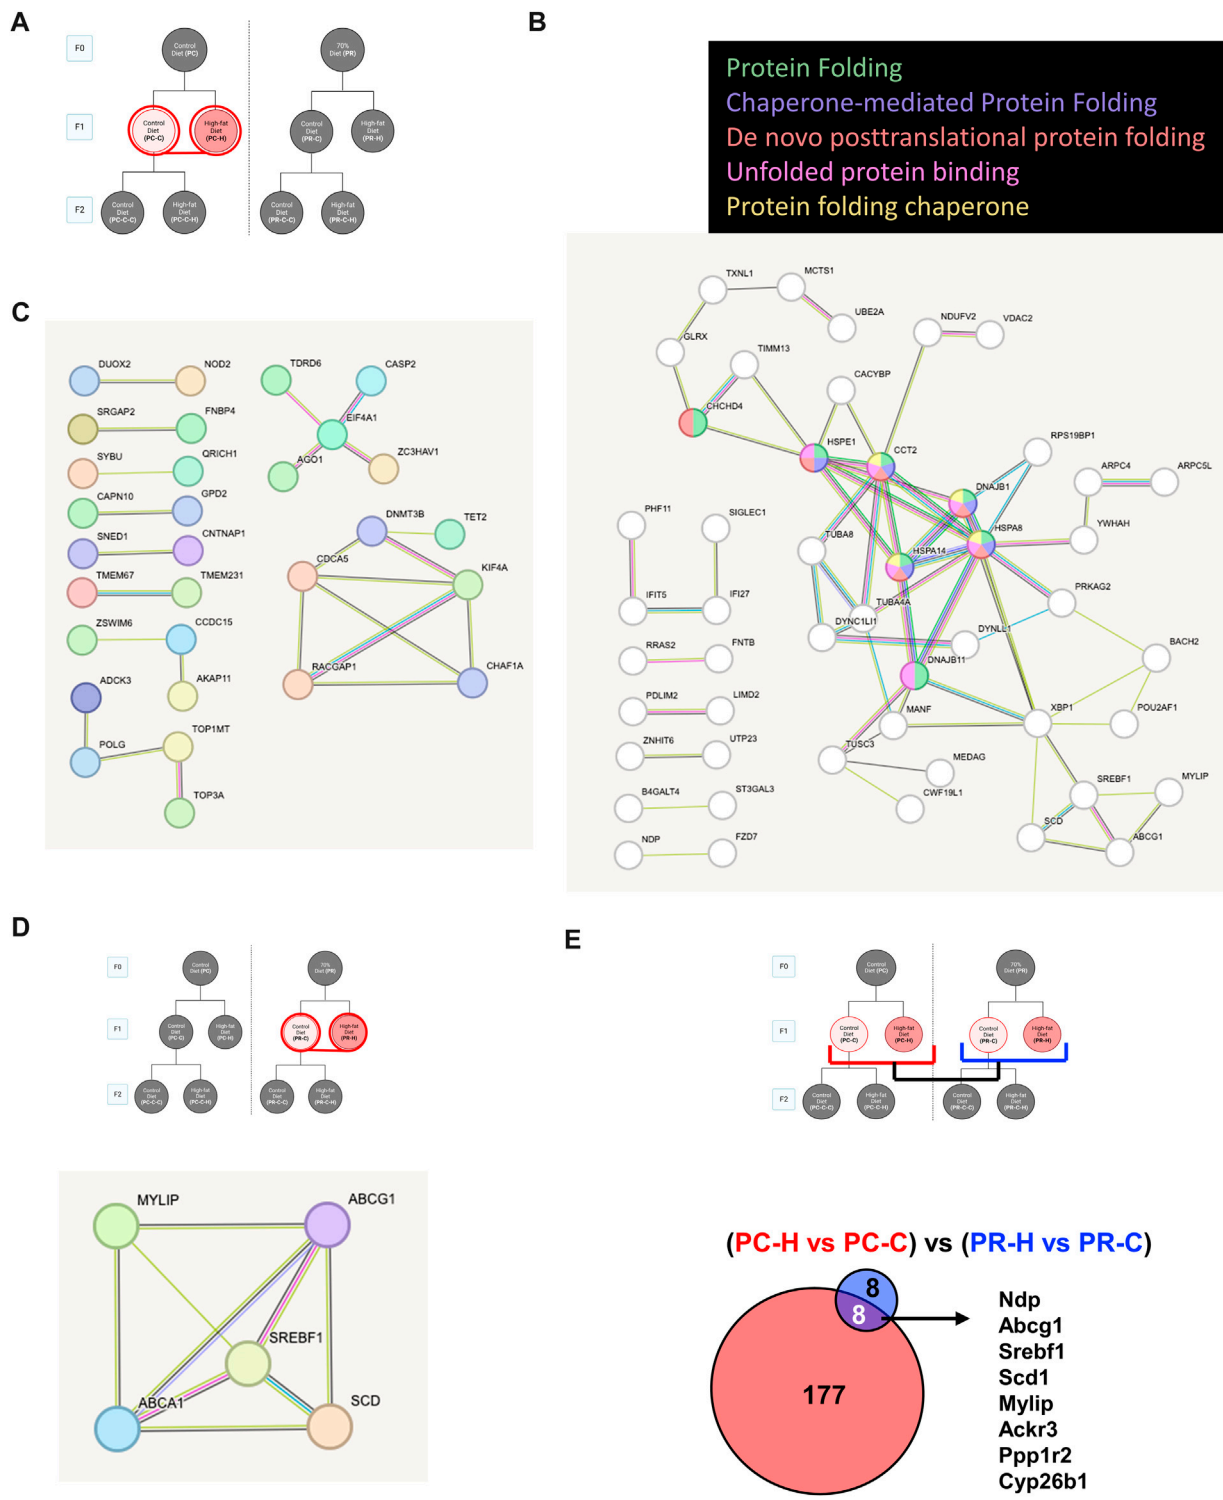 A
F0
Control
Diet (PC)
70%
Diet (PR)
F1
Control
Diet
(PC-C)
High-fat
Diet
(PC-H)
Control
Diet
(PR-C)
High-fat
Diet
(PR-H)
F2
Control
Diet
(PC-C-C)
High-fat
Diet
(PC-C-H)
Control
Diet
(PR-C-C)
High-fat
Diet
(PR-C-H)
B
Protein Folding
Chaperone-mediated Protein Folding
De novo posttranslational protein folding
Unfolded protein binding
Protein folding chaperone
TXNL1
MCTS1
UBE2A
NDUFV2
VDAC2
GLRX
TIMM13
CACYBP
CHCHD4
HSPE1
CCT2
RPS19BP1
DNAJB1
ARPC4
ARPC5L
PHF11
SIGLEC1
TUBA8
HSPA14
HSPA8
YWHAH
IFIT5
IFI27
TUBA4A
PRKAG2
DYNC1LI1
DYNLL1
BACH2
RRAS2
FNTB
DNAJB11
PDLIM2
LIMD2
MANF
XBP1
POU2AF1
ZNHIT6
UTP23
TUSC3
MEDAG
CWF19L1
B4GALT4
ST3GAL3
SREBF1
MYLIP
SCD
ABCG1
NDP
FZD7
C
DUOX2
NOD2
TDRD6
CASP2
SRGAP2
FNBP4
EIF4A1
SYBU
QRICH1
AGO1
ZC3HAV1
CAPN10
GPD2
SNED1
CNTNAP1
DNMT3B
TET2
TMEM67
TMEM231
CDCA5
KIF4A
ZSWIM6
CCDC15
RACGAP1
CHAF1A
ADCK3
AKAP11
POLG
TOP1MT
TOP3A
D
F0
Control
Diet (PC)
70%
Diet (PR)
F1
Control
Diet
(PC-C)
High-fat
Diet
(PC-H)
Control
Diet
(PR-C)
High-fat
Diet
(PR-H)
F2
Control
Diet
(PC-C-C)
High-fat
Diet
(PC-C-H)
Control
Diet
(PR-C-C)
High-fat
Diet
(PR-C-H)
MYLIP
ABCG1
SREBF1
ABCA1
SCD
E
F0
Control
Diet (PC)
70%
Diet (PR)
F1
Control
Diet
(PC-C)
High-fat
Diet
(PC-H)
Control
Diet
(PR-C)
High-fat
Diet
(PR-H)
F2
Control
Diet
(PC-C-C)
High-fat
Diet
(PC-C-H)
Control
Diet
(PR-C-C)
High-fat
Diet
(PR-C-H)
(PC-H vs PC-C) vs (PR-H vs PR-C)
8
8
177
Ndp
Abcg1
Srebf1
Scd1
Mylip
Ackr3
Ppp1r2
Cyp26b1